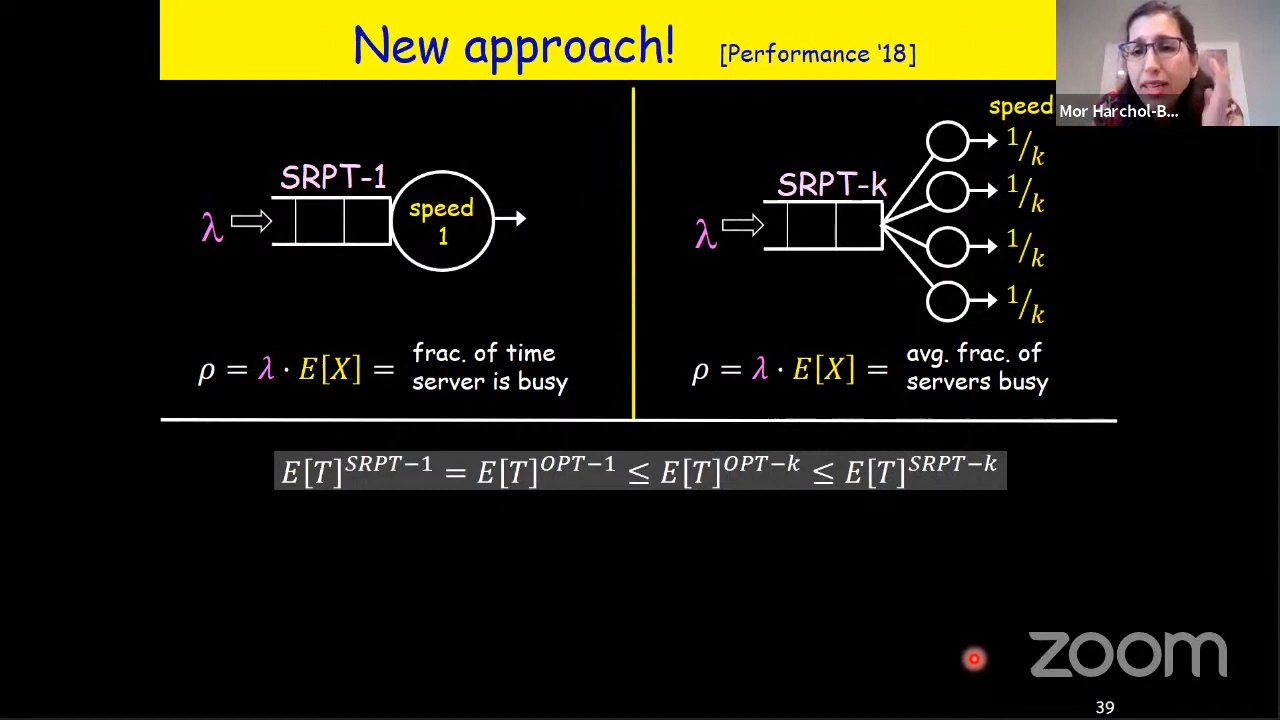 New approach! [Performance '18]
Mor Harchol-B...
SRPT-1
λ
speed
1
ρ = λ · E[X] = frac. of time
server is busy
speed
SRPT-k
λ
1/k
1/k
1/k
1/k
ρ = λ · E[X] = avg. frac. of
servers busy
E[T]^{SRPT-1} = E[T]^{OPT-1} ≤ E[T]^{OPT-k} ≤ E[T]^{SRPT-k}
zoom
39